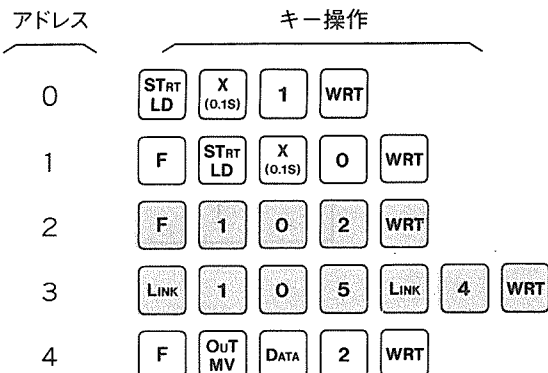 アドレス キー操作
0 STRT LD X (0.1S) 1 WRT
1 F STRT LD X (0.1S) 0 WRT
2 F 1 0 2 WRT
3 LINK 1 0 5 LINK 4 WRT
4 F OUT MV DATA 2 WRT